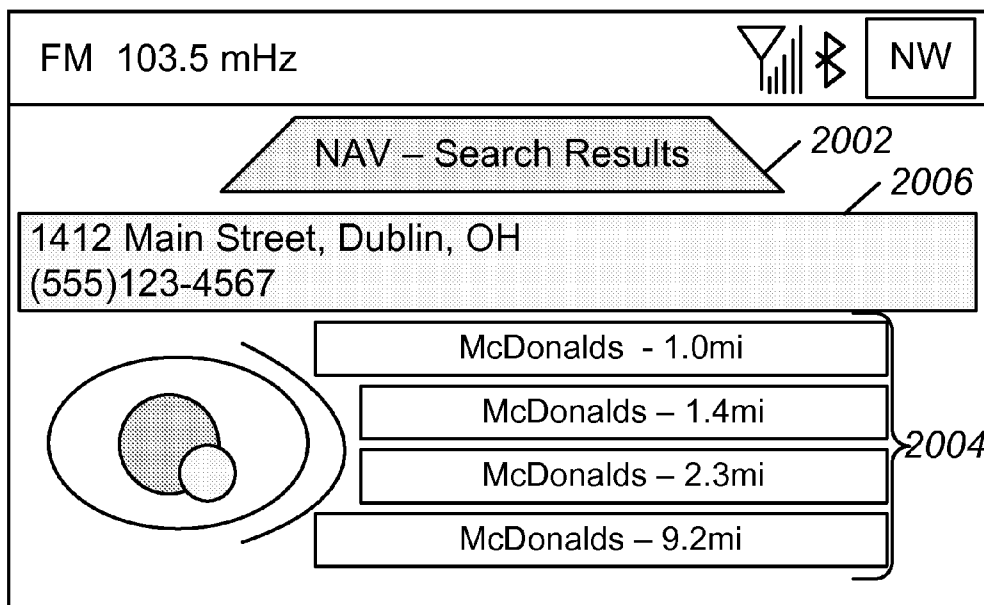 FM 103.5 mHz
NW
NAV – Search Results
2002
2006
1412 Main Street, Dublin, OH
(555)123-4567
McDonalds - 1.0mi
McDonalds – 1.4mi
McDonalds – 2.3mi
McDonalds – 9.2mi
2004